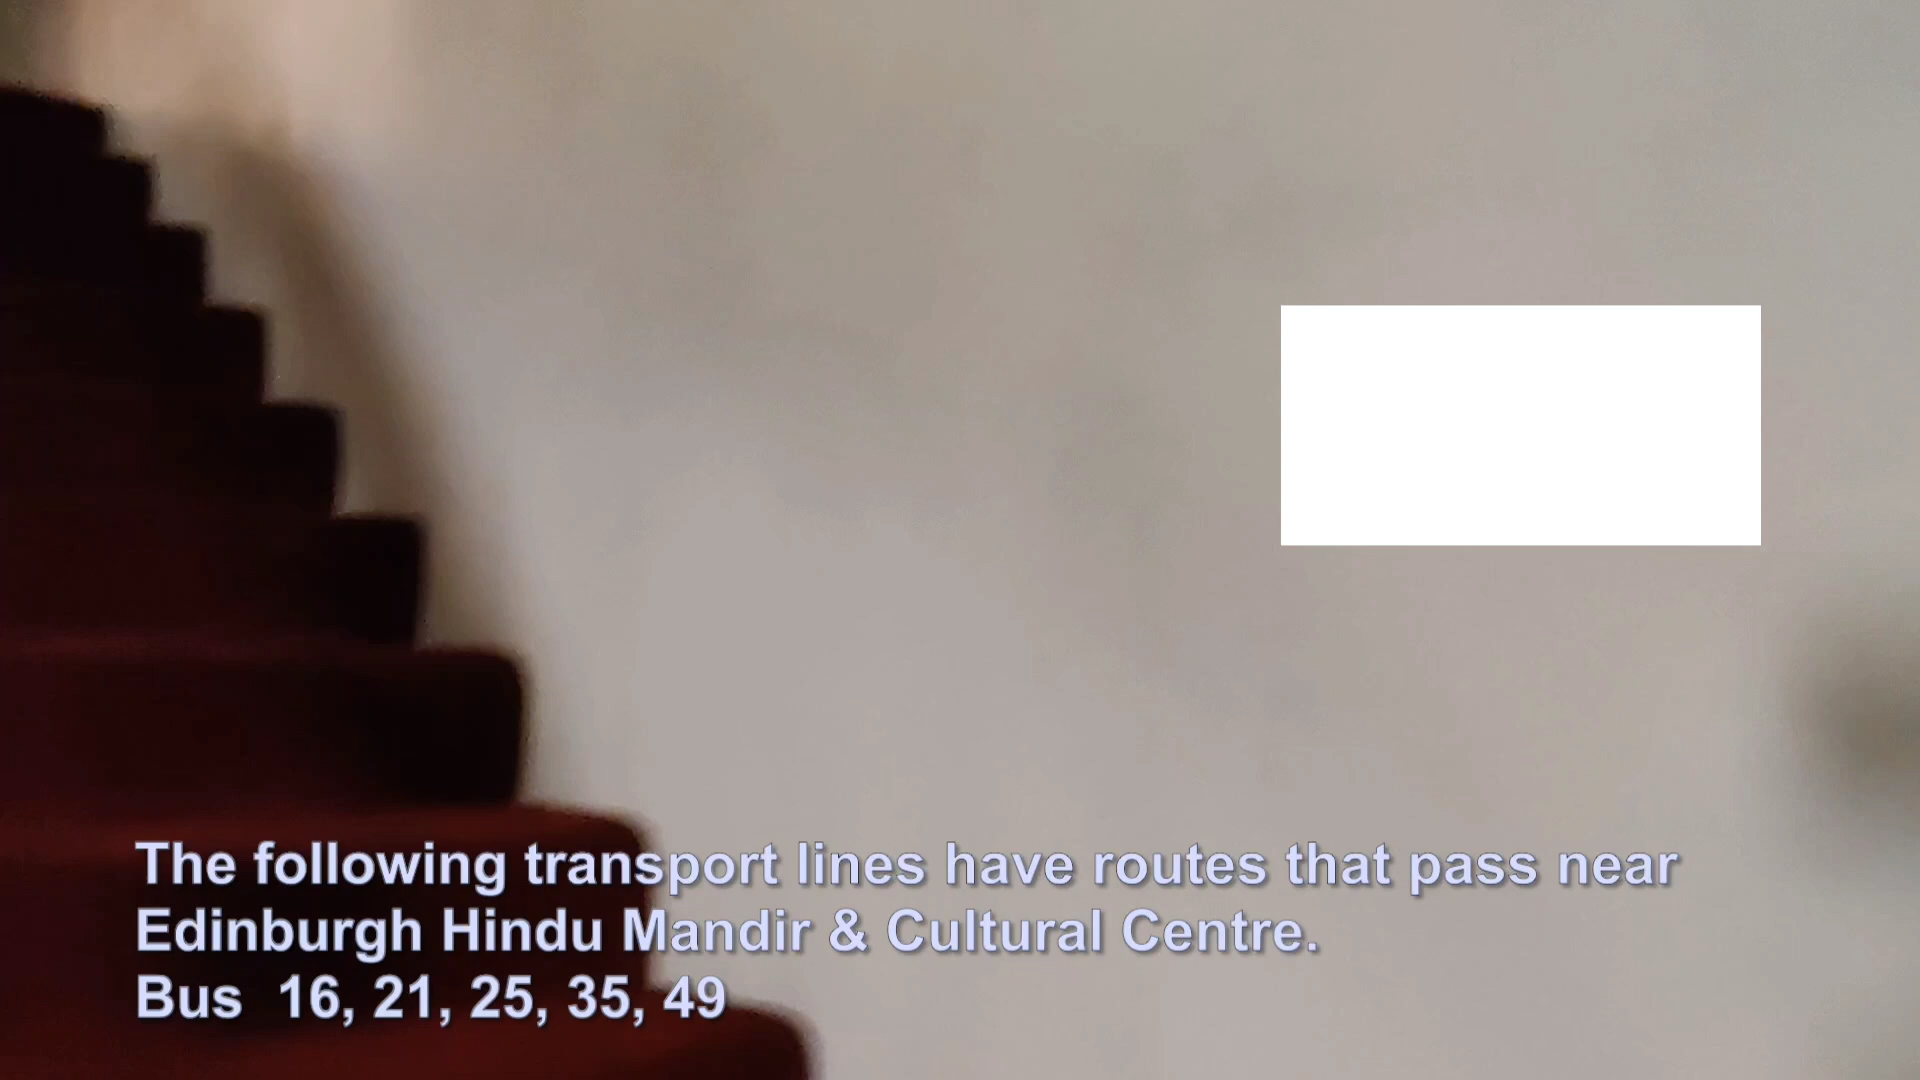 The following transport lines have routes that pass near
Edinburgh Hindu Mandir & Cultural Centre.
Bus  16, 21, 25, 35, 49